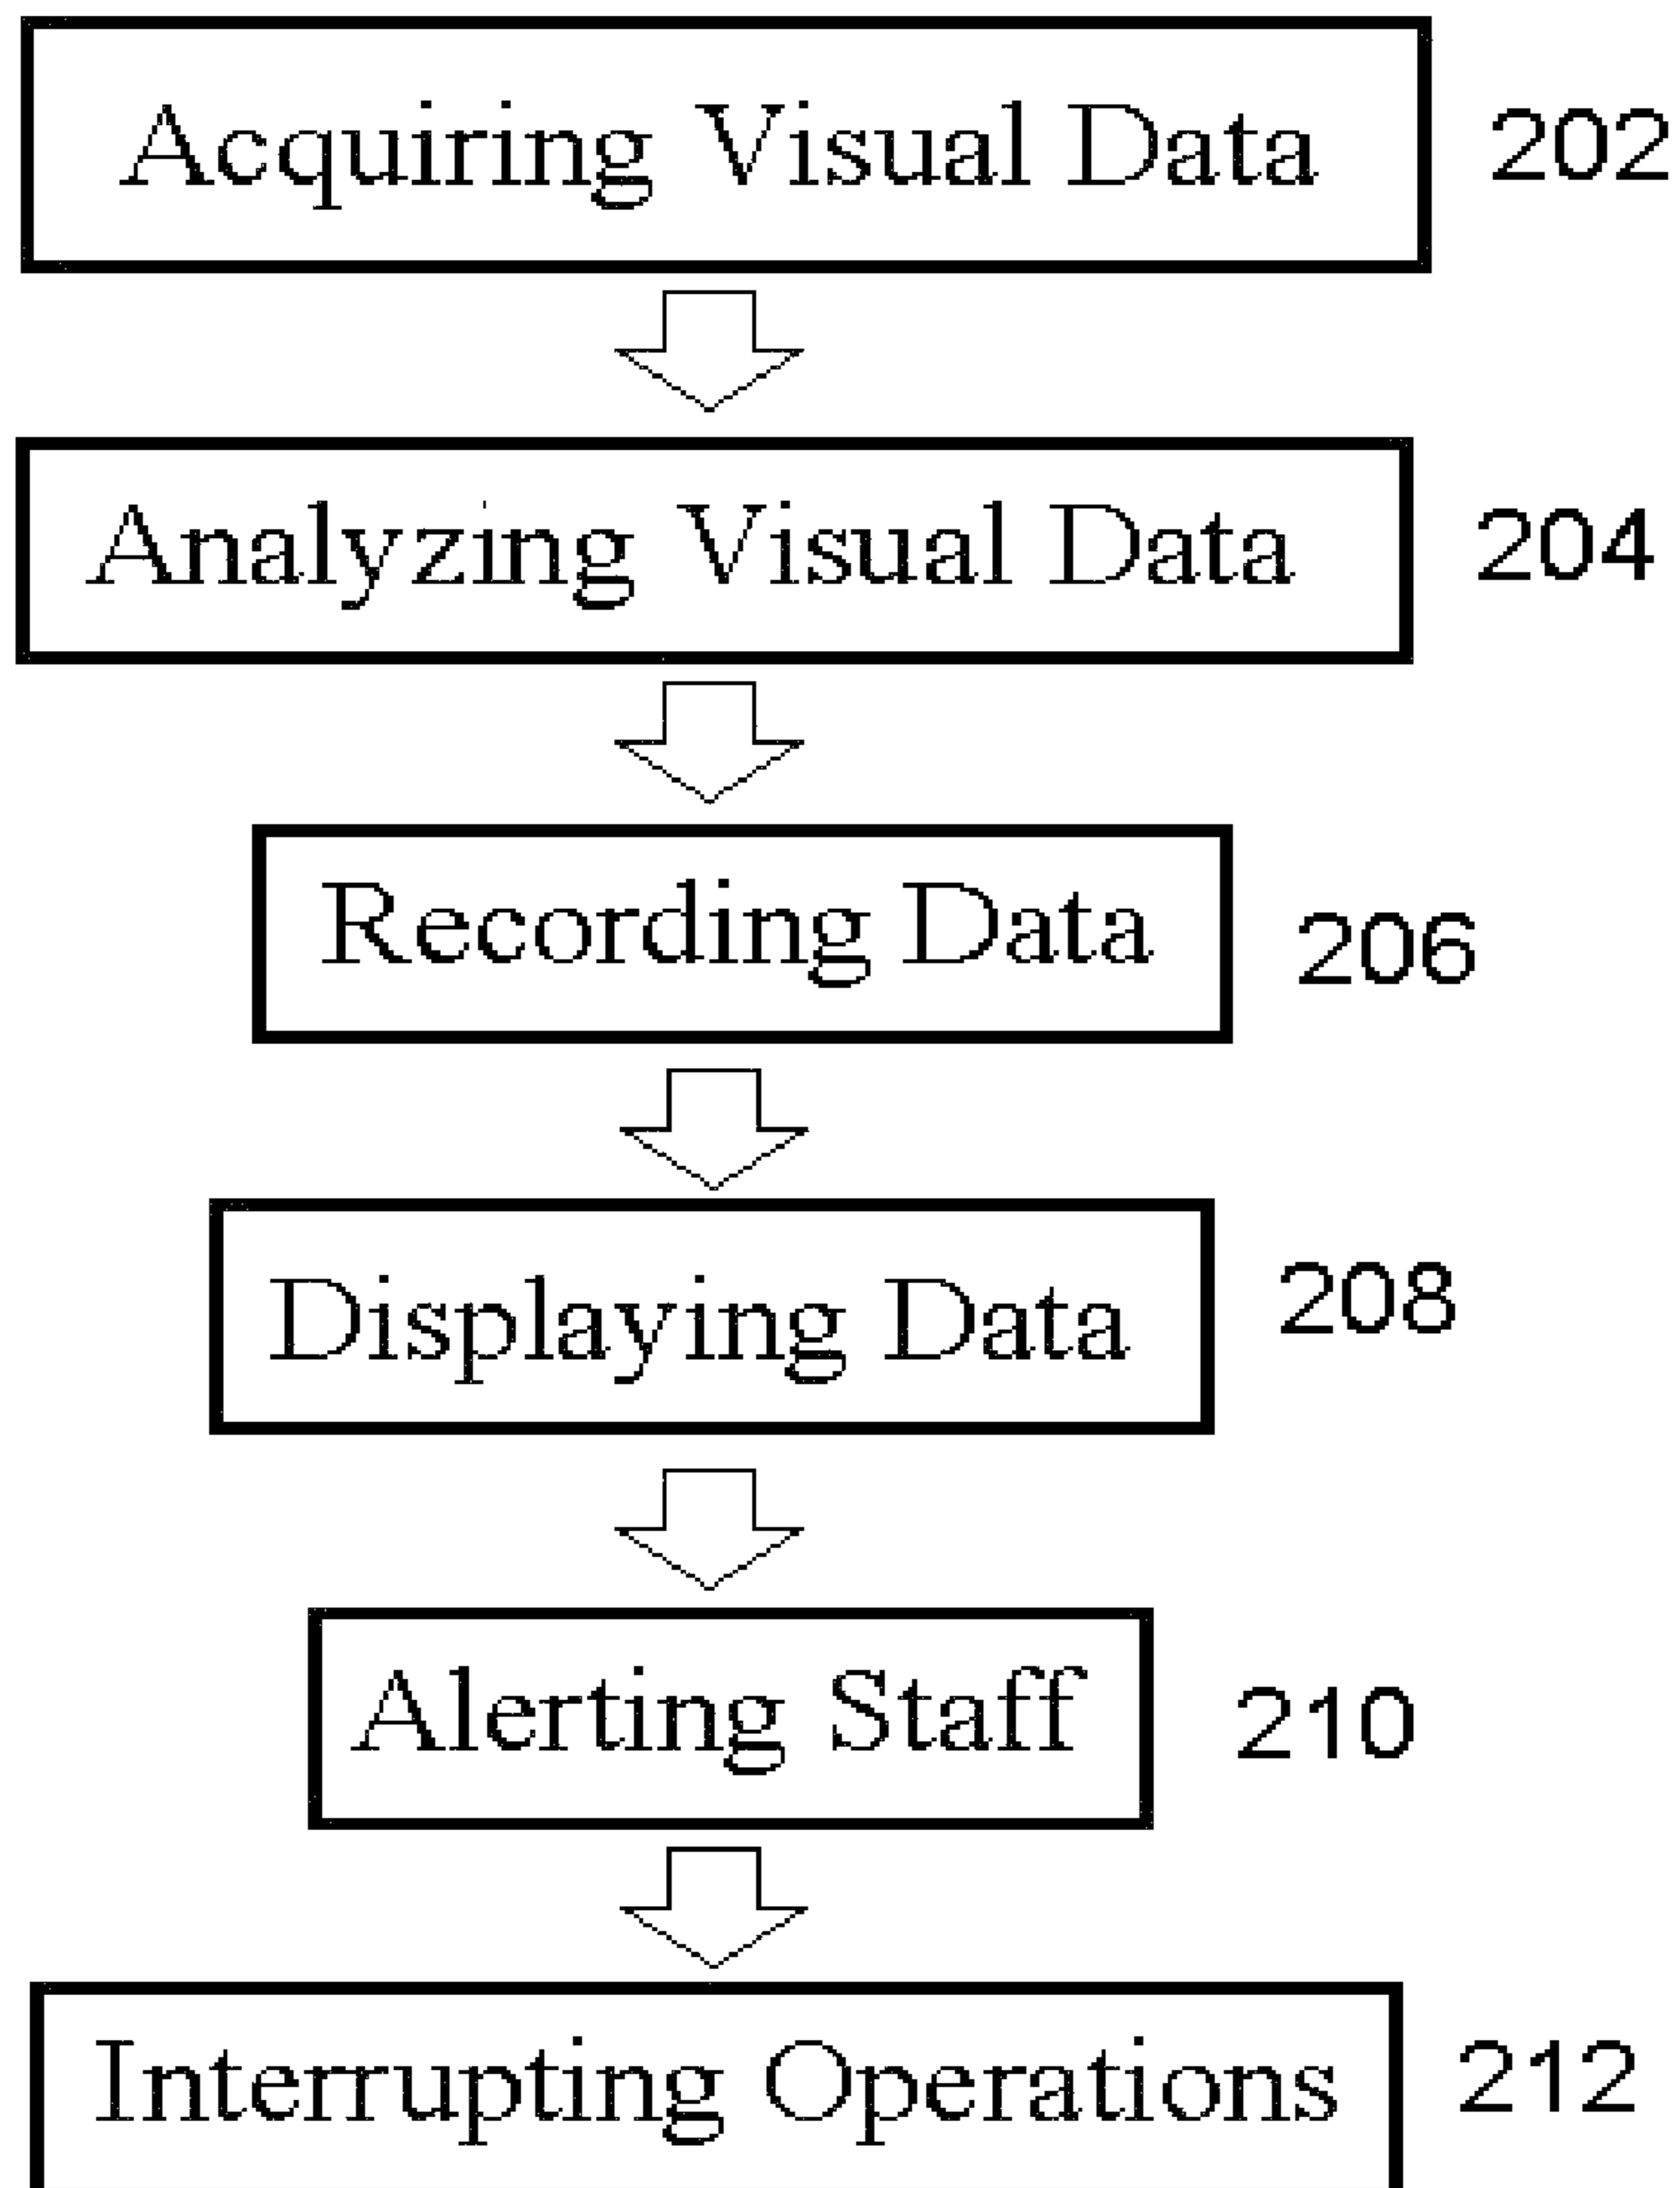 Acquiring Visual Data 202
Analyzing Visual Data 204
Recording Data 206
Displaying Data 208
Alerting Staff 210
Interrupting Operations 212